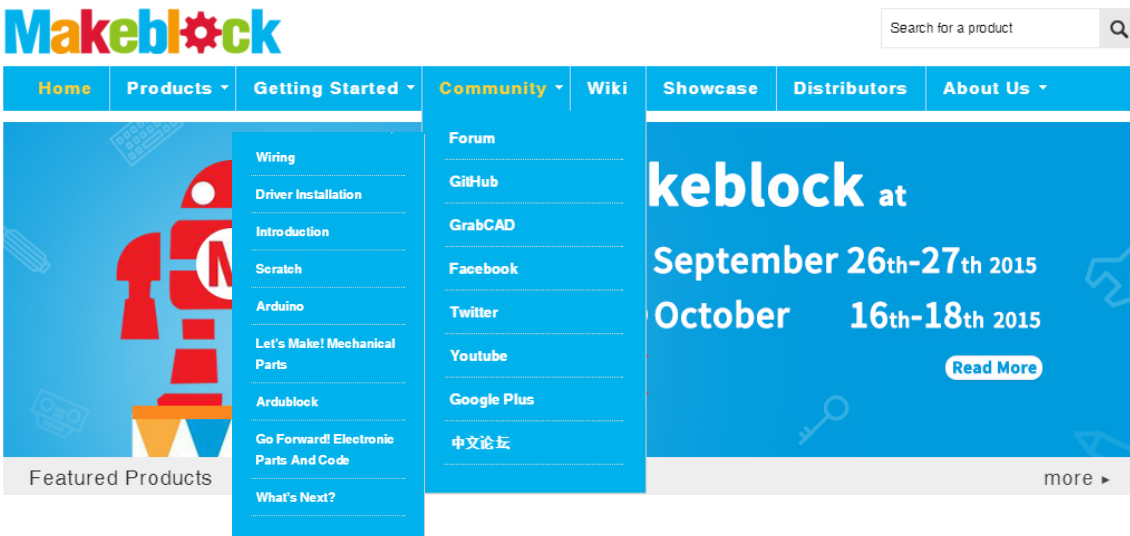 Makeblock
Search for a product
Home
Products
Getting Started
Community
Wiki
Showcase
Distributors
About Us
Wiring
Driver Installation
Introduction
Scratch
Arduino
Let's Make! Mechanical
Parts
Ardublock
Go Forward! Electronic
Parts And Code
What's Next?
Forum
GitHub
GrabCAD
Facebook
Twitter
Youtube
Google Plus
中文论坛
keblock at
September 26th-27th 2015
October 16th-18th 2015
Read More
M
Featured Products
more ►